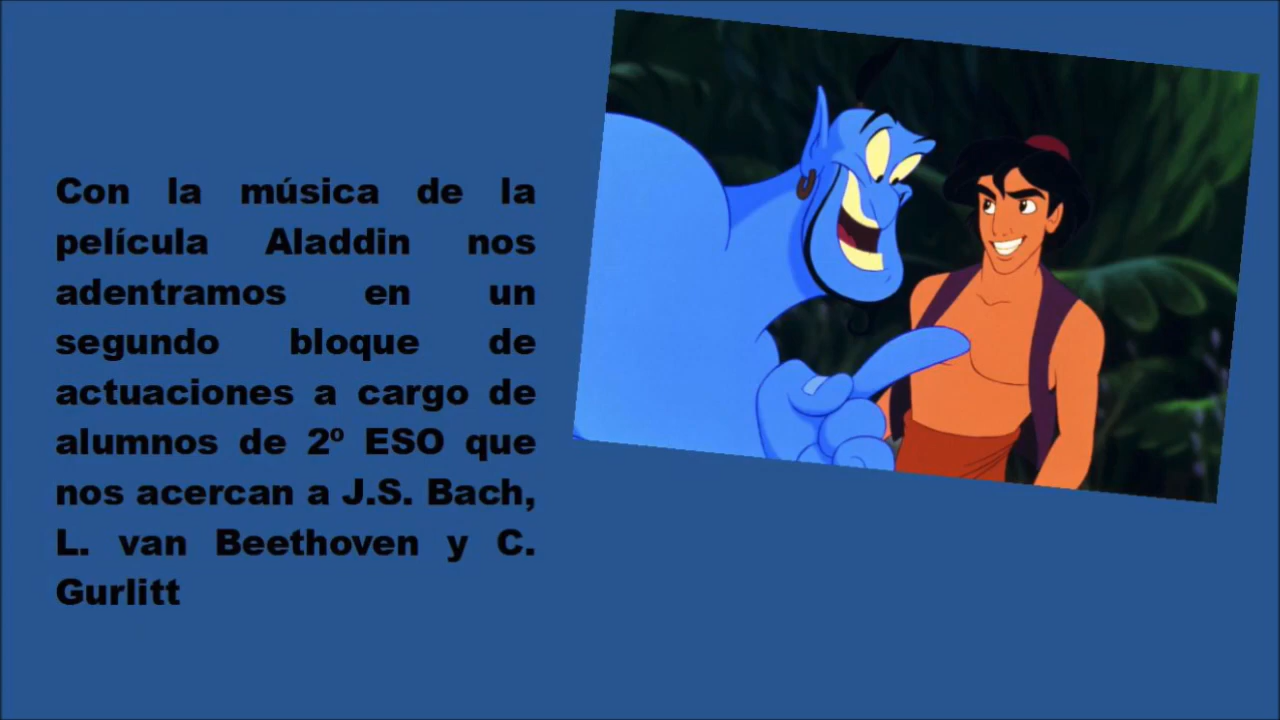 Con la música de la
película Aladdin nos
adentramos en un
segundo bloque de
actuaciones a cargo de
alumnos de 2º ESO que
nos acercan a J.S. Bach,
L. van Beethoven y C.
Gurlitt